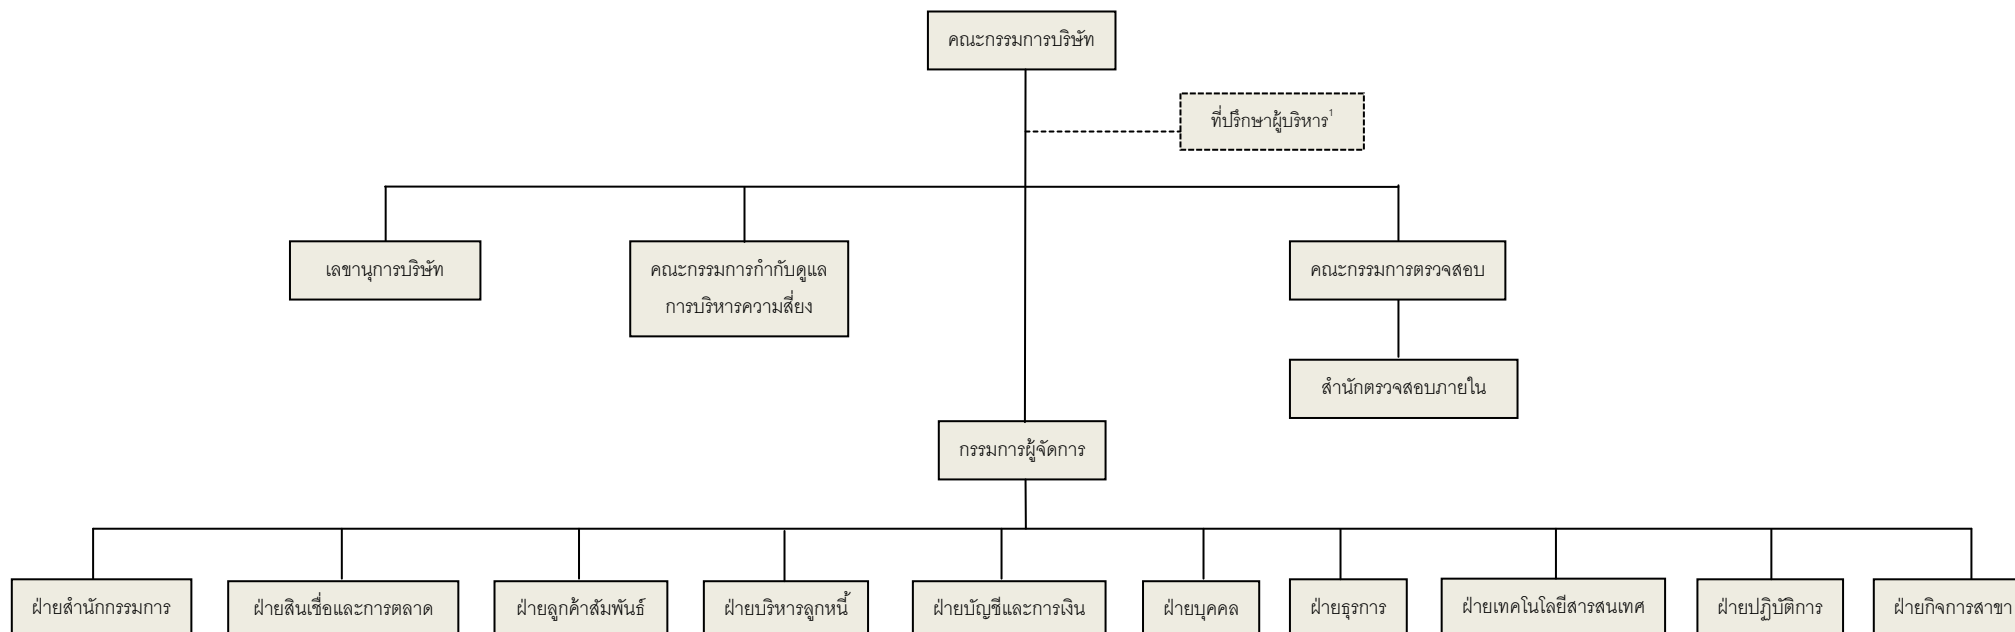 คณะกรรมการบริษัท
ที่ปรึกษาผู้บริหาร¹
เลขานุการบริษัท
คณะกรรมการกำกับดูแล
การบริหารความสี่ยง
คณะกรรมการตรวจสอบ
สำนักตรวจสอบภายใน
กรรมการผู้จัดการ
ฝ่ายสำนักกรรมการ
ฝ่ายสินเชื่อและการตลาด
ฝ่ายลูกค้าสัมพันธ์
ฝ่ายบริหารลูกหนี้
ฝ่ายบัญชีและการเงิน
ฝ่ายบุคคล
ฝ่ายธุรการ
ฝ่ายเทคโนโลยีสารสนเทศ
ฝ่ายปฏิบัติการ
ฝ่ายกิจการสาขา